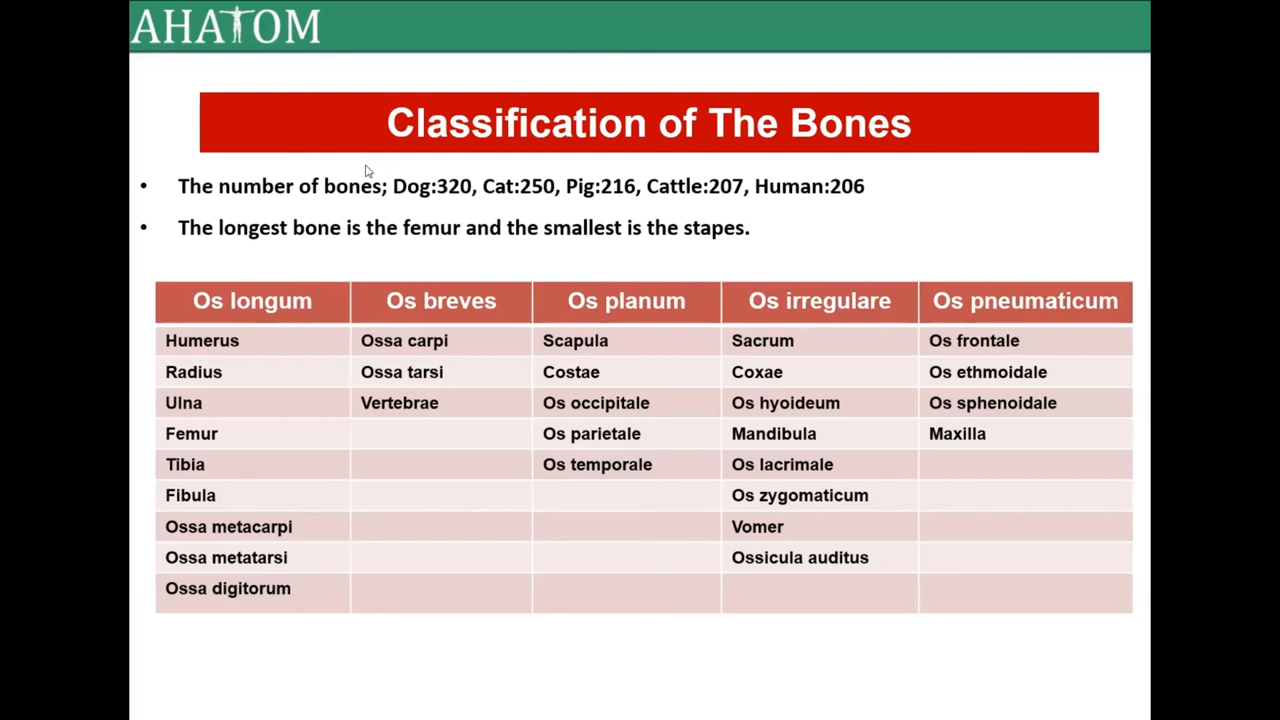 AHATOM
Classification of The Bones
• The number of bones; Dog:320, Cat:250, Pig:216, Cattle:207, Human:206
• The longest bone is the femur and the smallest is the stapes.
Os longum Os breves Os planum Os irregulare Os pneumaticum
Humerus Ossa carpi Scapula Sacrum Os frontale
Radius Ossa tarsi Costae Coxae Os ethmoidale
Ulna Vertebrae Os occipitale Os hyoideum Os sphenoidale
Femur Os parietale Mandibula Maxilla
Tibia Os temporale Os lacrimale
Fibula Os zygomaticum
Ossa metacarpi Vomer
Ossa metatarsi Ossicula auditus
Ossa digitorum